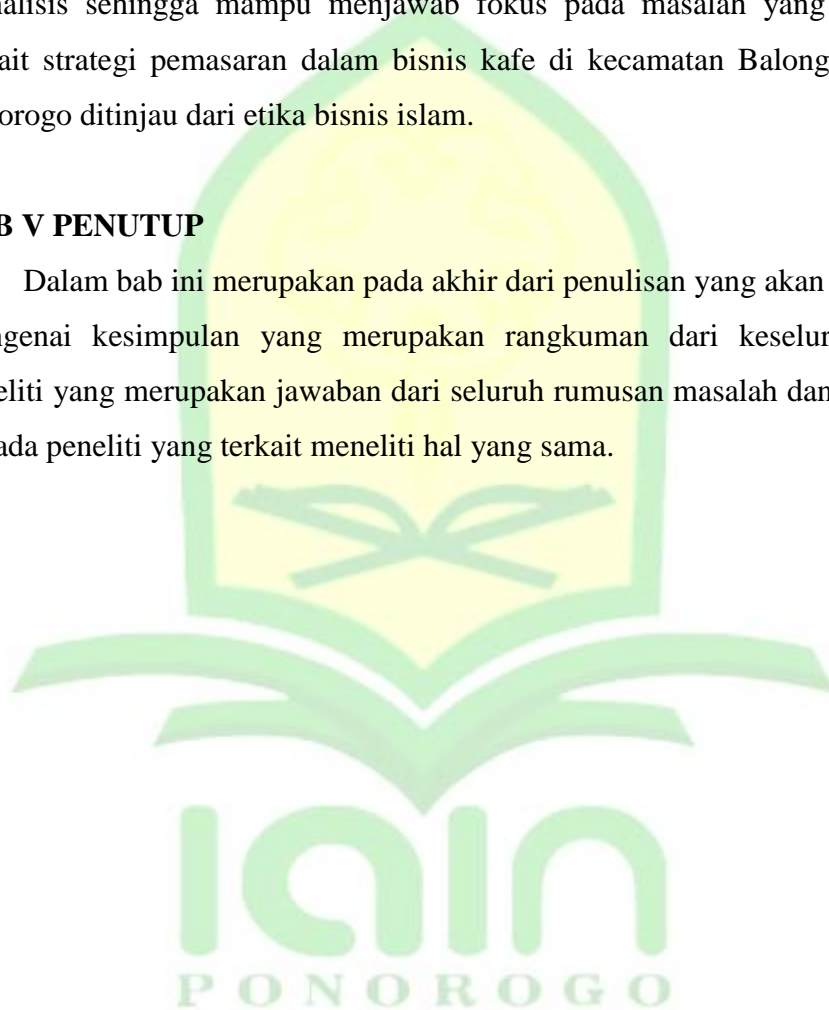 nalisis sehingga mampu menjawab fokus pada masalah yang
ait strategi pemasaran dalam bisnis kafe di kecamatan Balong
orogo ditinjau dari etika bisnis islam.
B V PENUTUP
Dalam bab ini merupakan pada akhir dari penulisan yang akan
ngenai kesimpulan yang merupakan rangkuman dari keselur
eliti yang merupakan jawaban dari seluruh rumusan masalah dan
ada peneliti yang terkait meneliti hal yang sama.
iain
PONOROGO